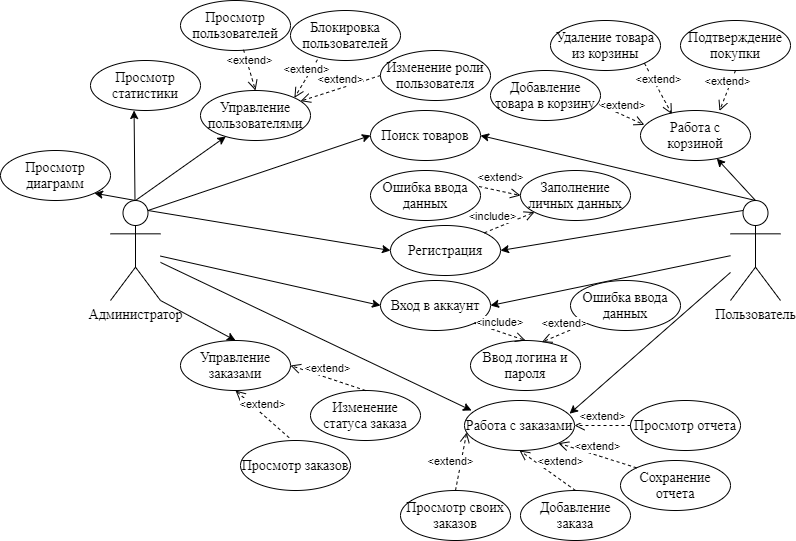 Просмотр
пользователей
<extend>
Блокировка
пользователей
<extend>
<extend>
Изменение роли
пользователя
Управление
пользователями
Просмотр
статистики
Просмотр
диаграмм
Удаление товара
из корзины
<extend>
Подтверждение
покупки
<extend>
Добавление
товара в корзину
<extend>
Работа с
корзиной
Поиск товаров
Ошибка ввода
данных
<extend>
Заполнение
личных данных
<include>
Регистрация
Администратор
Пользователь
Вход в аккаунт
Ошибка ввода
данных
<include>
<extend>
Ввод логина и
пароля
Управление
заказами
<extend>
Изменение
статуса заказа
<extend>
Просмотр заказов
Работа с заказами
<extend>
Просмотр отчета
<extend>
Сохранение
отчета
<extend>
Просмотр своих
заказов
<extend>
Добавление
заказа